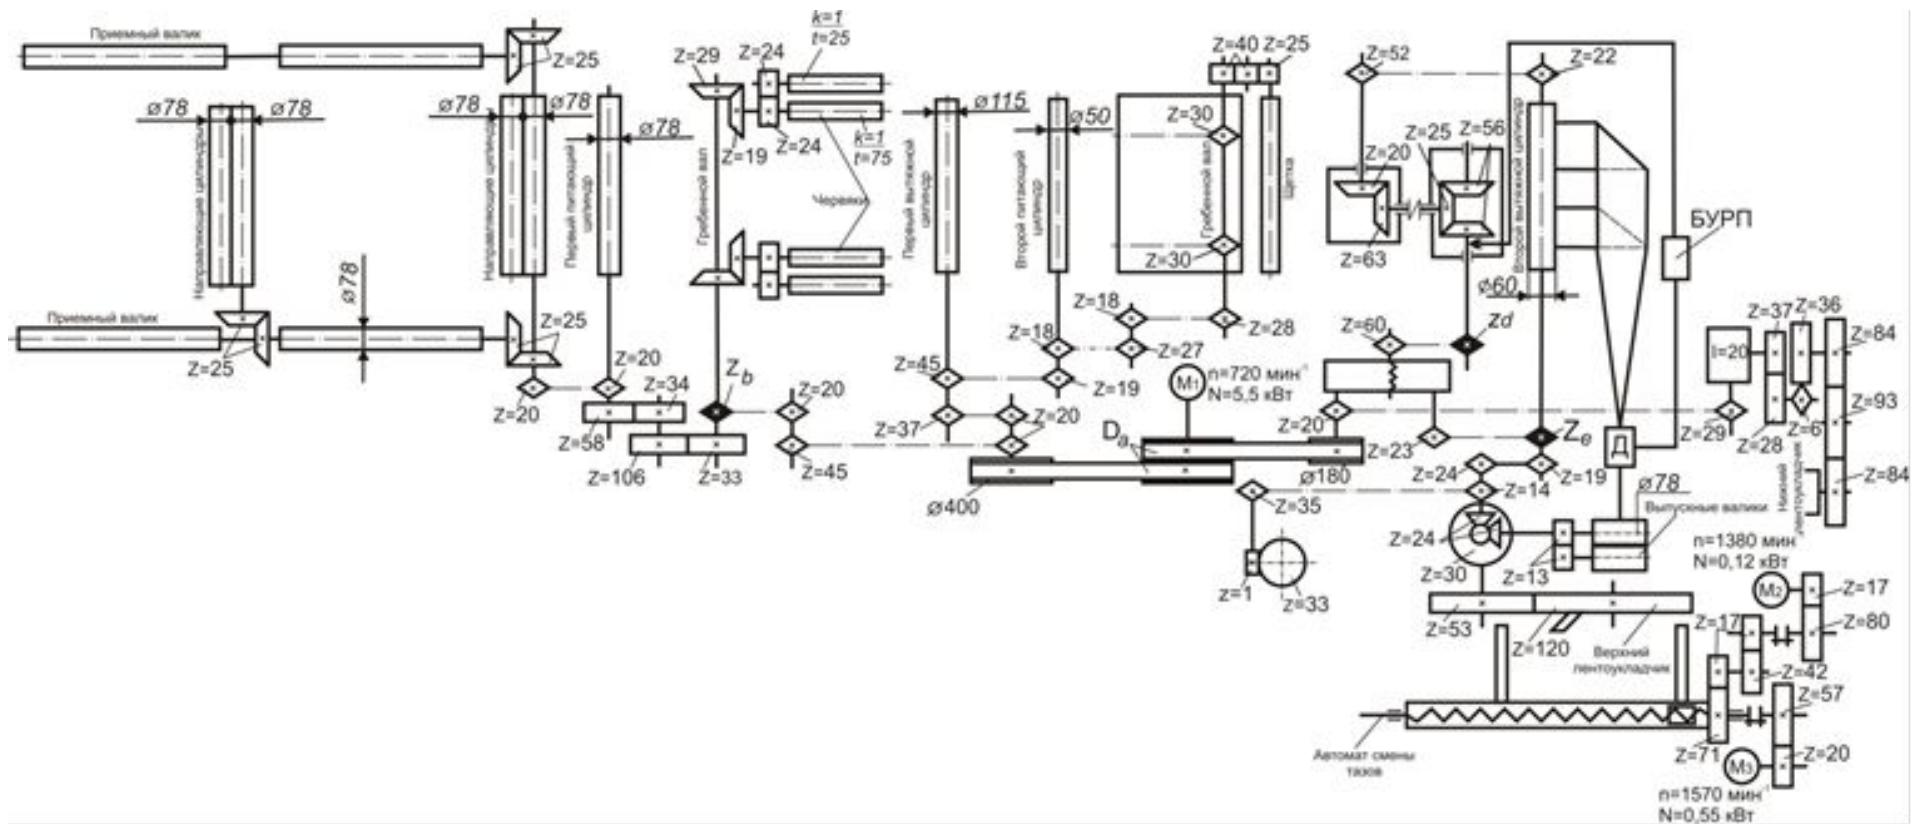 Приемный валик
Z=25
ø78
ø78
Направляющие цилиндры
Приемный валик
Z=25
ø78
ø78
ø78
Направляющие цилиндры
Z=25
Z=20
Первый питающий
цилиндр
ø78
Z=20
Z=34
Z=58
Z=106
Z=29
Z=19
Z=24
Z=24
k=1
t=25
k=1
t=75
Гребенной вал
Червяки
Zb
Z=33
Z=20
Z=45
Первый вытяжной
цилиндр
ø115
Z=45
Z=37
Z=20
Второй питающий
цилиндр
ø50
Z=18
Z=19
Z=18
Z=27
Z=40
Z=25
Z=30
Z=30
Гребенной вал
Щетка
Z=28
M1
n=720 мин-1
N=5,5 кВт
Dа
ø400
ø180
Z=35
z=1
z=33
Z=52
Z=22
Z=20
Z=63
Z=25
Z=56
Второй вытяжной цилиндр
ø60
Z=60
Zd
Z=20
Z=23
Zе
Z=24
Z=19
Z=14
БУРП
Д
ø78
Выпускные валики
Z=24
Z=30
Z=13
Z=53
Z=120
Верхний
лентоукладчик
i=20
Z=37
Z=36
Z=84
Z=93
Z=29
Z=28
Z=6
Z=84
Нижний
лентоукладчик
n=1380 мин
N=0,12 кВт
M2
Z=17
Z=80
Z=17
Z=42
Z=57
Z=71
Z=20
M3
n=1570 мин-1
N=0,55 кВт
Автомат смены
тазов